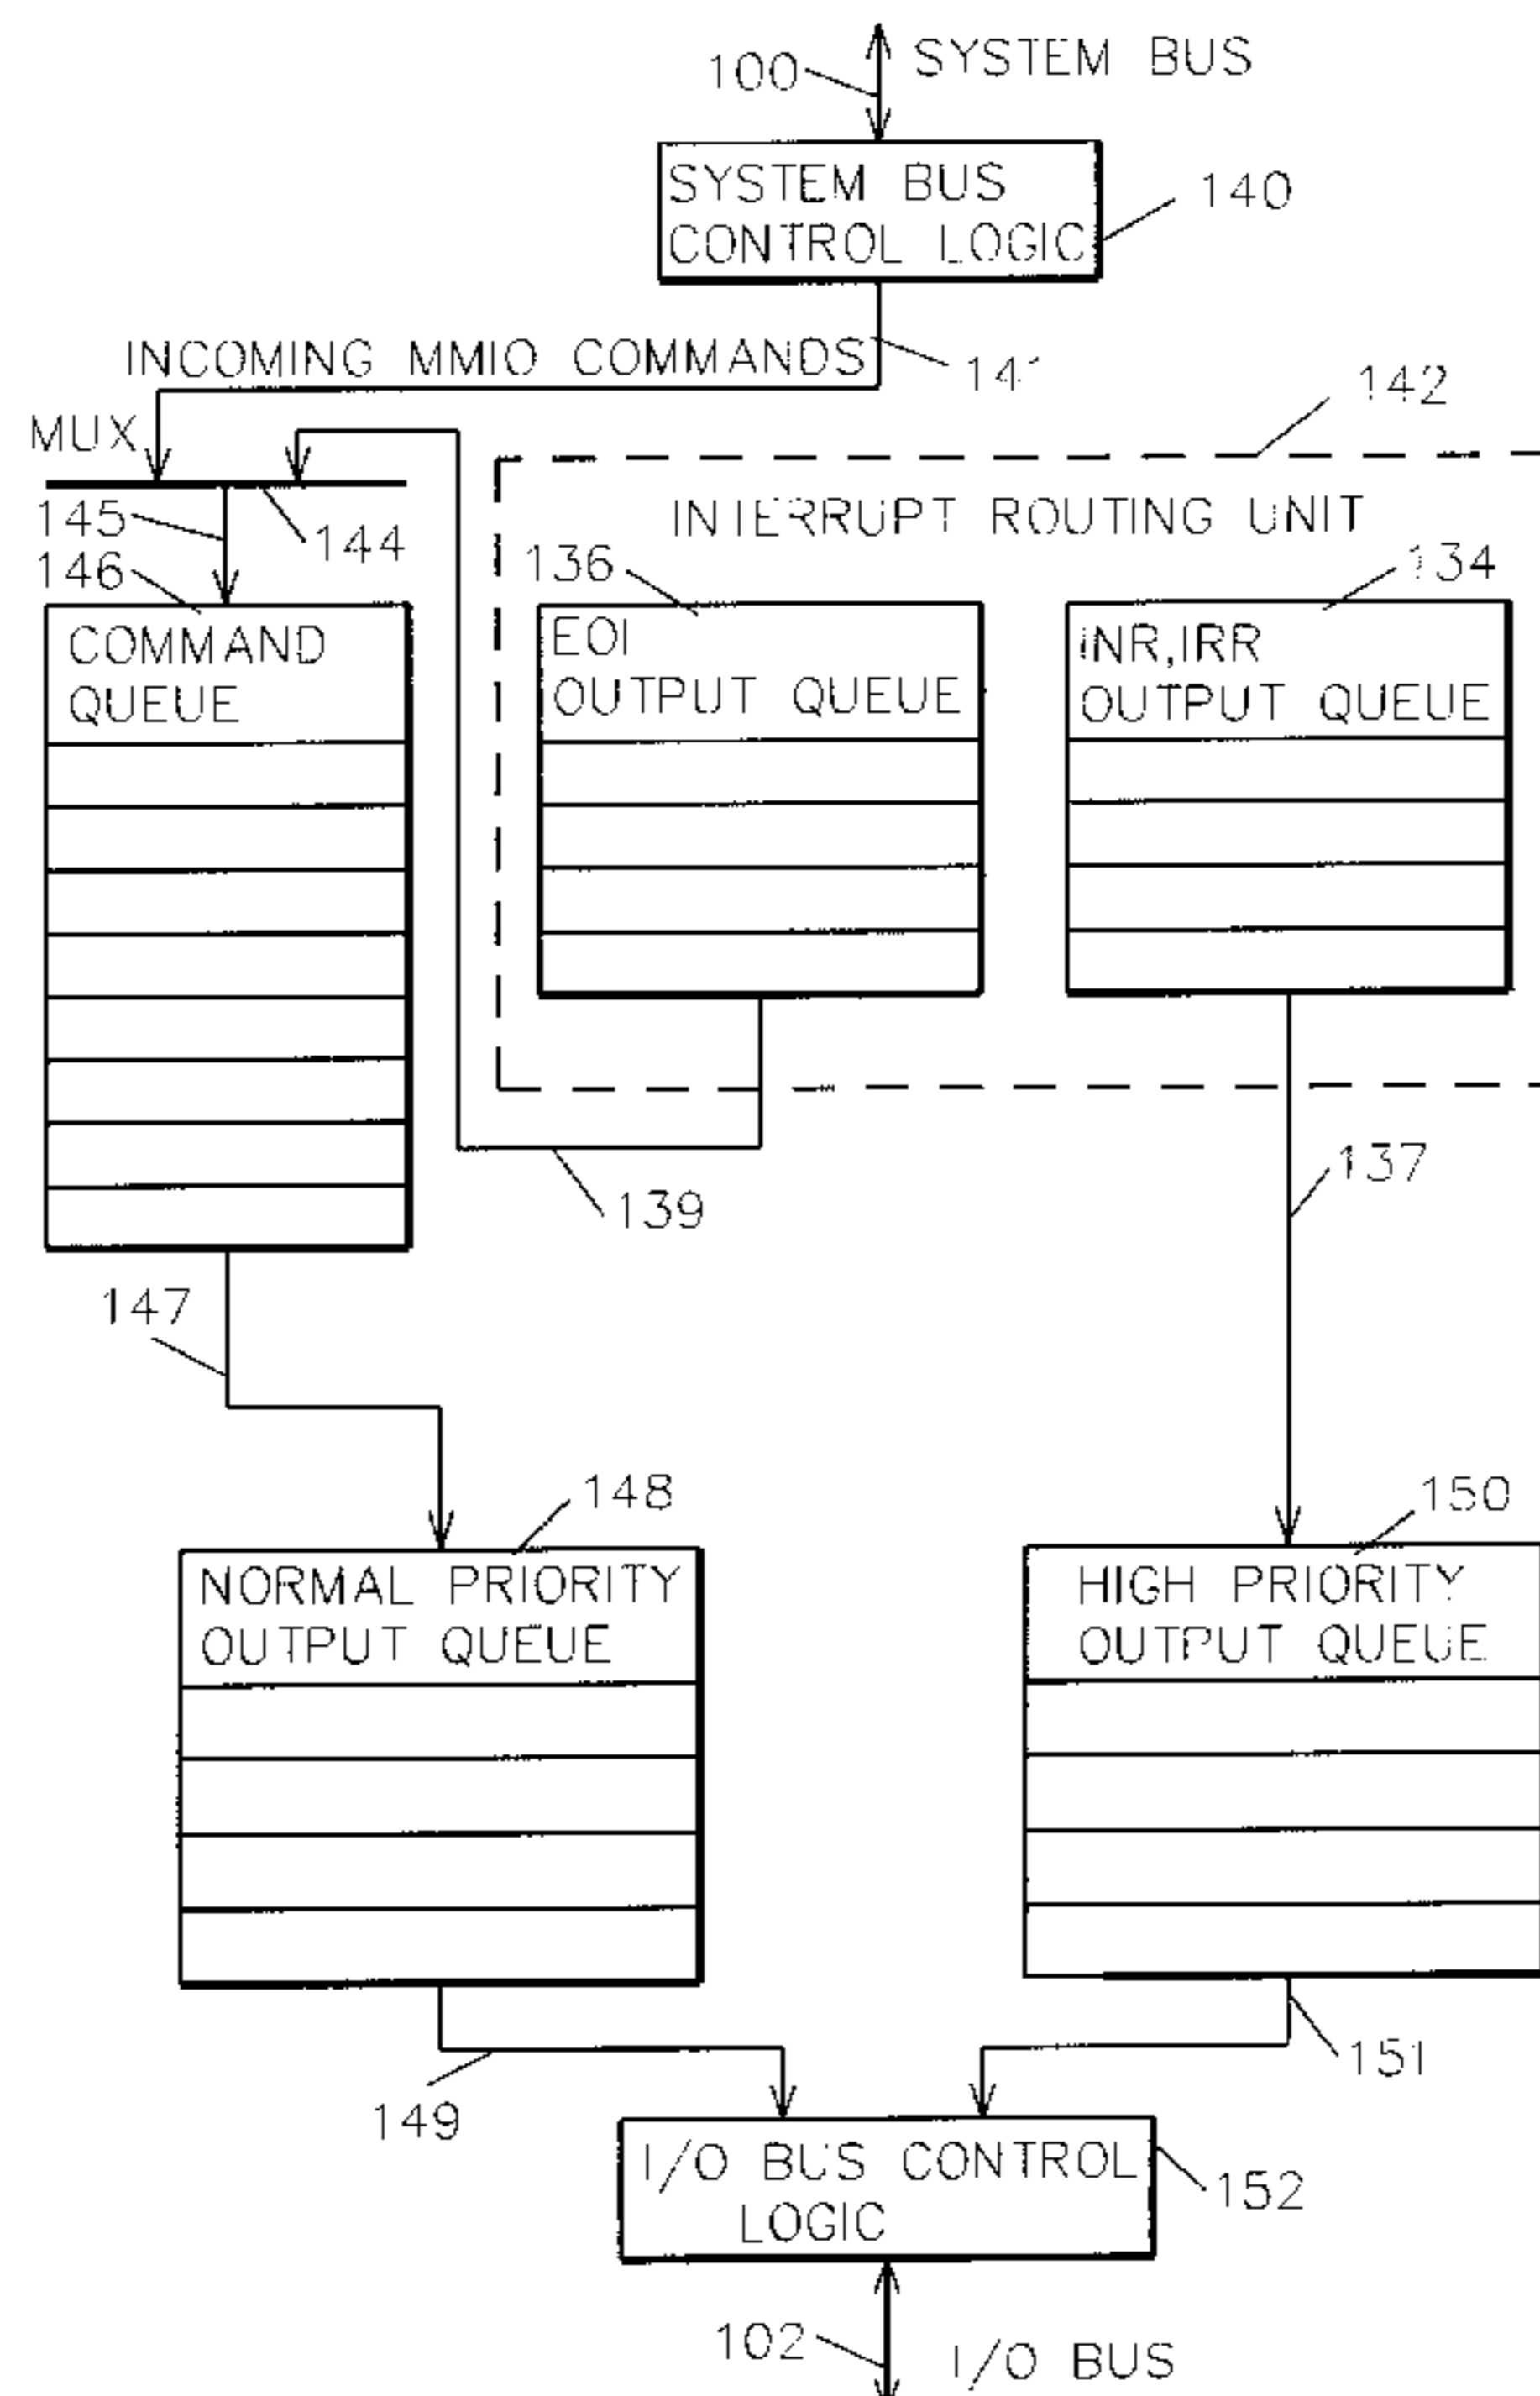 100
SYSTEM BUS
SYSTEM BUS
CONTROL LOGIC
140
INCOMING MMIO COMMANDS
141
142
MUX
INTERRUPT ROUTING UNIT
145
144
146
136
134
COMMAND
QUEUE
EOI
OUTPUT QUEUE
INR,IRR
OUTPUT QUEUE
139
137
147
148
150
NORMAL PRIORITY
OUTPUT QUEUE
HIGH PRIORITY
OUTPUT QUEUE
149
151
I/O BUS CONTROL
LOGIC
152
102
I/O BUS